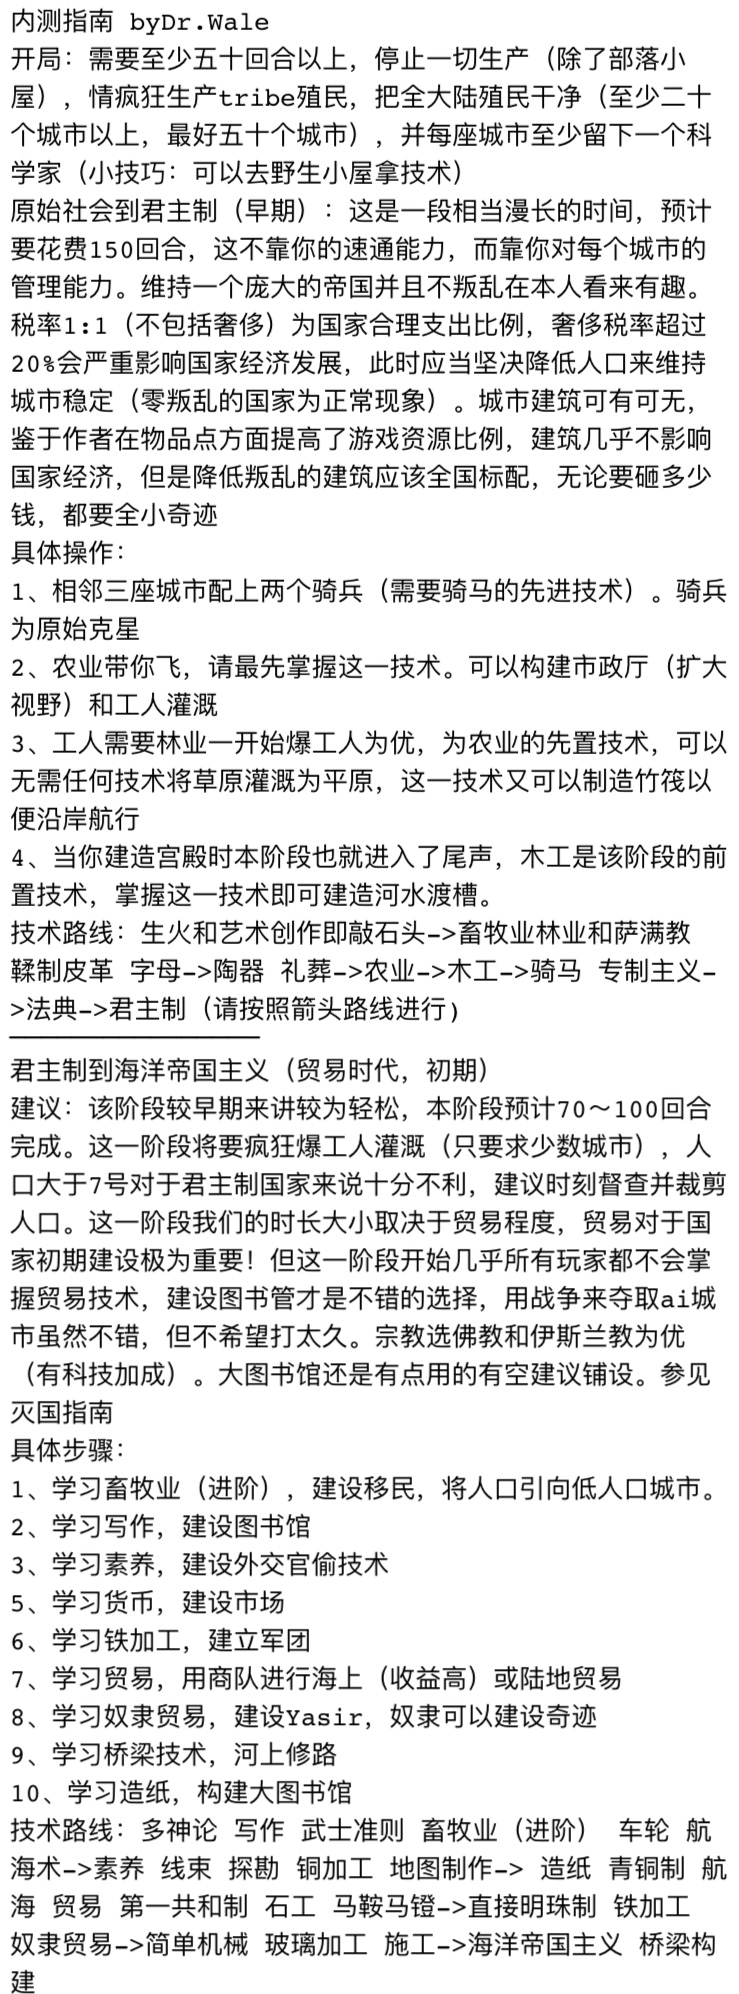 内测指南 byDr.Wale
开局：需要至少五十回合以上，停止一切生产（除了部落小
屋），情疯狂生产tribe殖民，把全大陆殖民干净（至少二十
个城市以上，最好五十个城市），并每座城市至少留下一个科
学家（小技巧：可以去野生小屋拿技术）
原始社会到君主制（早期）：这是一段相当漫长的时间，预计
要花费150回合，这不靠你的速通能力，而靠你对每个城市的
管理能力。维持一个庞大的帝国并且不叛乱在本人看来有趣。
税率1:1（不包括奢侈）为国家合理支出比例，奢侈税率超过
20%会严重影响国家经济发展，此时应当坚决降低人口来维持
城市稳定（零叛乱的国家为正常现象）。城市建筑可有可无，
鉴于作者在物品点方面提高了游戏资源比例，建筑几乎不影响
国家经济，但是降低叛乱的建筑应该全国标配，无论要砸多少
钱，都要全小奇迹
具体操作：
1、相邻三座城市配上两个骑兵（需要骑马的先进技术）。骑兵
为原始克星
2、农业带你飞，请最先掌握这一技术。可以构建市政厅（扩大
视野）和工人灌溉
3、工人需要林业一开始爆工人为优，为农业的先置技术，可以
无需任何技术将草原灌溉为平原，这一技术又可以制造竹筏以
便沿岸航行
4、当你建造宫殿时本阶段也就进入了尾声，木工是该阶段的前
置技术，掌握这一技术即可建造河水渡槽。
技术路线：生火和艺术创作即敲石头->畜牧业林业和萨满教
鞣制皮革 字母->陶器 礼葬->农业->木工->骑马 专制主义-
>法典->君主制（请按照箭头路线进行)
君主制到海洋帝国主义（贸易时代，初期）
建议：该阶段较早期来讲较为轻松，本阶段预计70～100回合
完成。这一阶段将要疯狂爆工人灌溉（只要求少数城市），人
口大于7号对于君主制国家来说十分不利，建议时刻督查并裁剪
人口。这一阶段我们的时长大小取决于贸易程度，贸易对于国
家初期建设极为重要！但这一阶段开始几乎所有玩家都不会掌
握贸易技术，建设图书管才是不错的选择，用战争来夺取ai城
市虽然不错，但不希望打太久。宗教选佛教和伊斯兰教为优
（有科技加成）。大图书馆还是有点用的有空建议铺设。参见
灭国指南
具体步骤：
1、学习畜牧业（进阶），建设移民，将人口引向低人口城市。
2、学习写作，建设图书馆
3、学习素养，建设外交官偷技术
5、学习货币，建设市场
6、学习铁加工，建立军团
7、学习贸易，用商队进行海上（收益高）或陆地贸易
8、学习奴隶贸易，建设Yasir，奴隶可以建设奇迹
9、学习桥梁技术，河上修路
10、学习造纸，构建大图书馆
技术路线：多神论 写作 武士准则 畜牧业（进阶） 车轮 航
海术->素养 线束 探勘 铜加工 地图制作-> 造纸 青铜制 航
海 贸易 第一共和制 石工 马鞍马镫->直接明珠制 铁加工
奴隶贸易->简单机械 玻璃加工 施工->海洋帝国主义 桥梁构
建